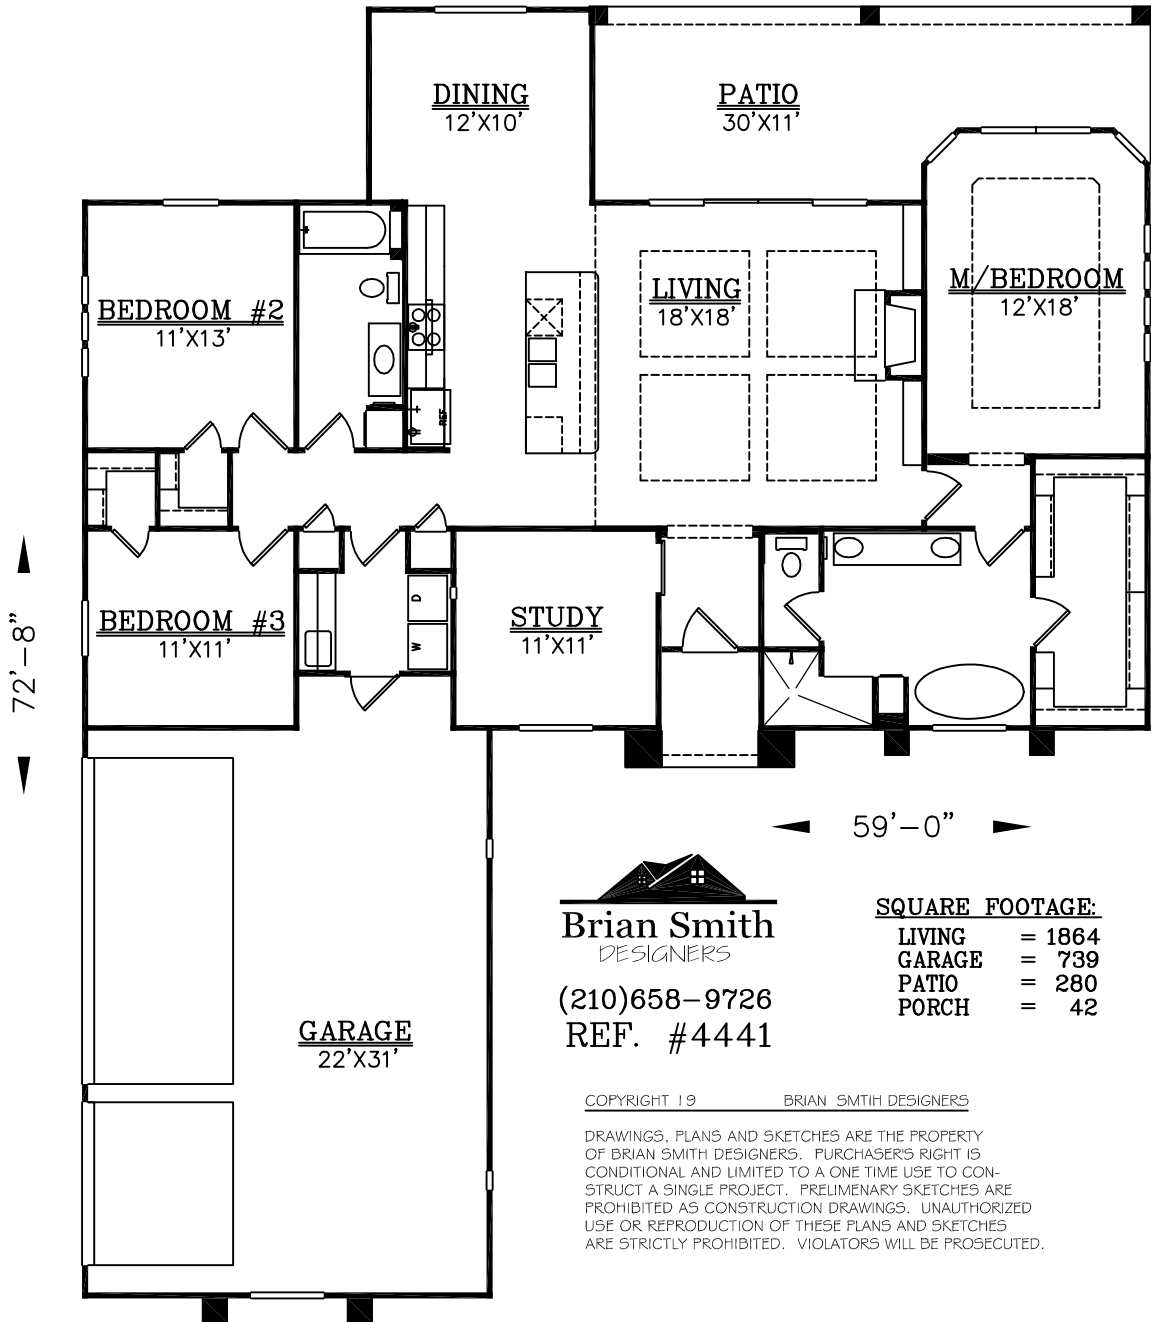 DINING
12'X10'
PATIO
30'X11'
BEDROOM #2
11'X13'
LIVING
18'X18'
M/BEDROOM
12'X18'
REF
BEDROOM #3
11'X11'
D
W
STUDY
11'X11'
72'-8"
59'-0"
GARAGE
22'X31'
Brian Smith
DESIGNERS
(210)658-9726
REF. #4441
SQUARE FOOTAGE:
LIVING = 1864
GARAGE = 739
PATIO = 280
PORCH = 42
COPYRIGHT 19 BRIAN SMTIH DESIGNERS
DRAWINGS, PLANS AND SKETCHES ARE THE PROPERTY
OF BRIAN SMITH DESIGNERS. PURCHASER'S RIGHT IS
CONDITIONAL AND LIMITED TO A ONE TIME USE TO CON-
STRUCT A SINGLE PROJECT. PRELIMENARY SKETCHES ARE
PROHIBITED AS CONSTRUCTION DRAWINGS. UNAUTHORIZED
USE OR REPRODUCTION OF THESE PLANS AND SKETCHES
ARE STRICTLY PROHIBITED. VIOLATORS WILL BE PROSECUTED.